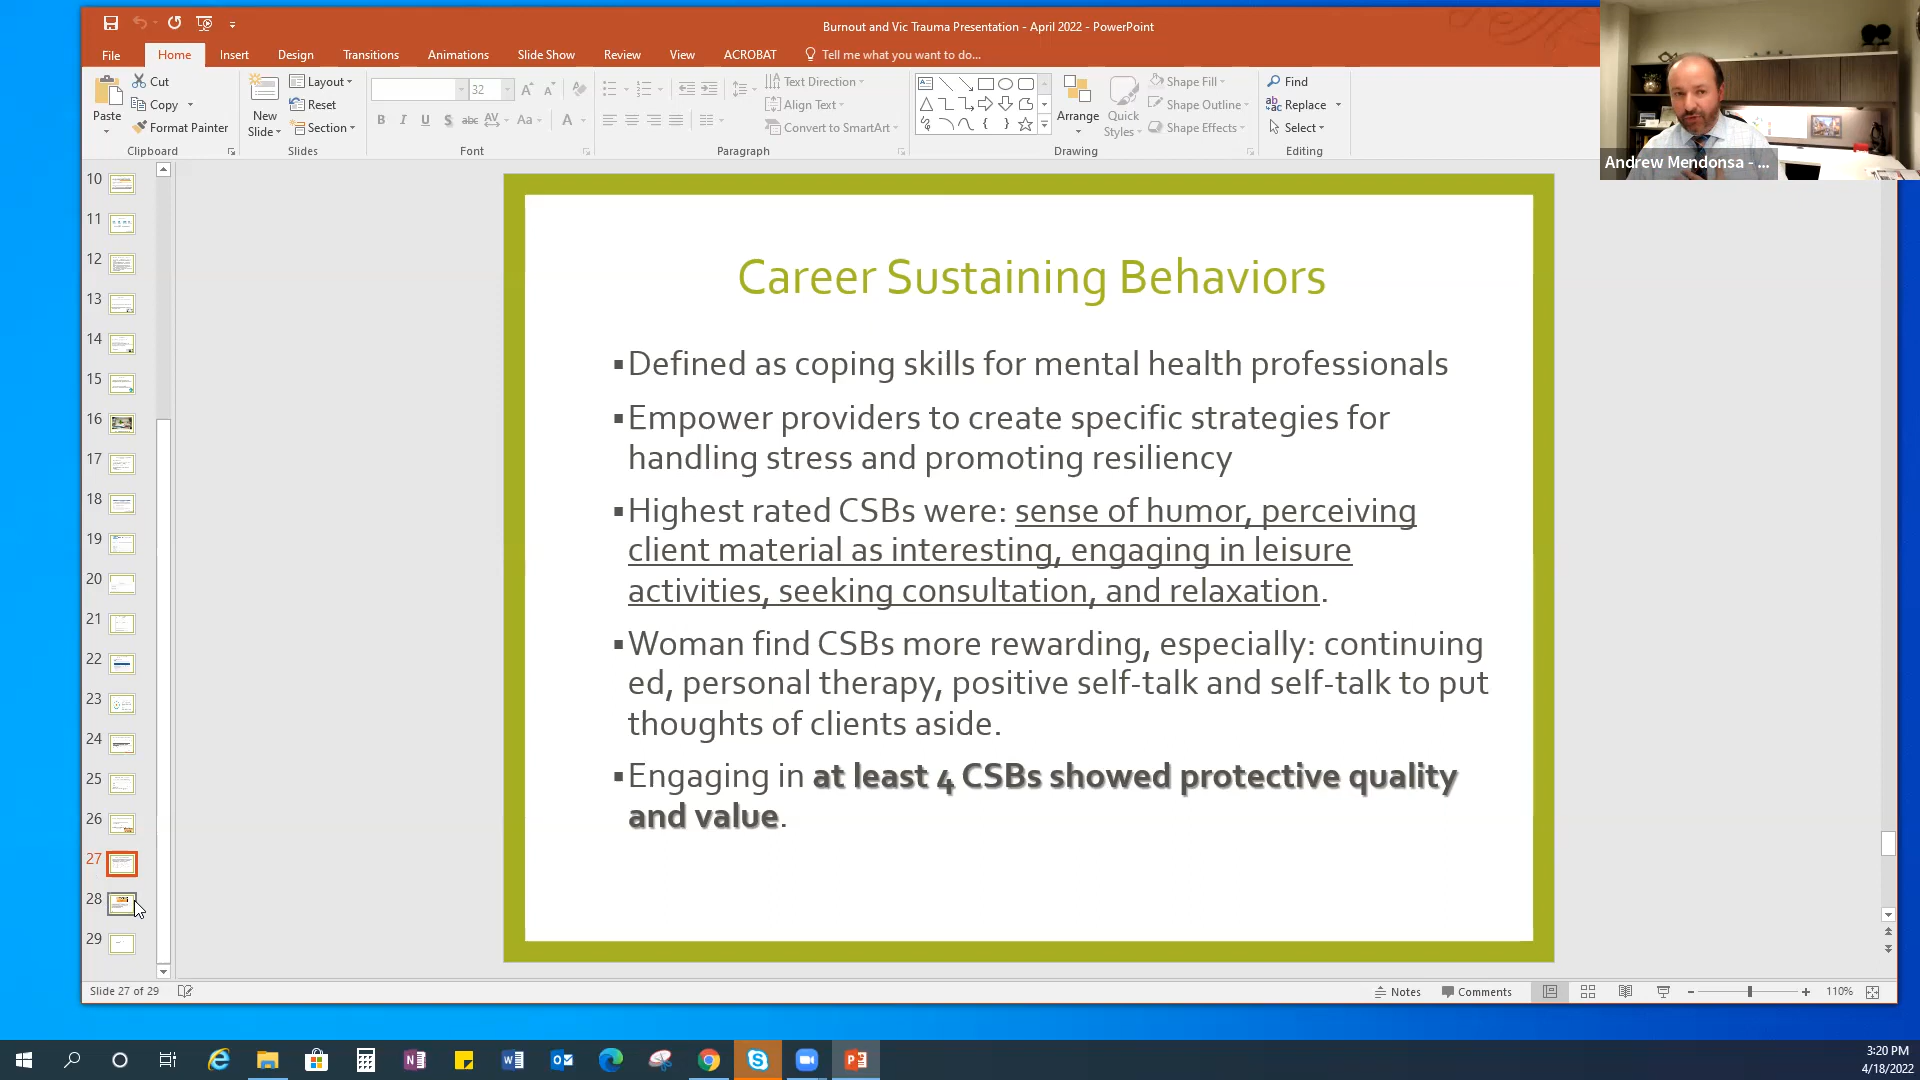 Burnout and Vic Trauma Presentation - April 2022 - PowerPoint
File Home Insert Design Transitions Animations Slide Show Review View ACROBAT Tell me what you want to do...
Paste
Cut
Copy
Format Painter
Clipboard
New
Slide
Layout
Reset
Section
Slides
32
B I U S abc AV Aa A
Font
Text Direction
Align Text
Convert to SmartArt
Paragraph
Arrange
Quick
Styles
Shape Fill
Shape Outline
Shape Effects
Drawing
Find
Replace
Select
Editing
Andrew Mendonsa - ...
10
11
12
13
14
15
16
17
18
19
20
21
22
23
24
25
26
27
28
29
Career Sustaining Behaviors
▪Defined as coping skills for mental health professionals
▪Empower providers to create specific strategies for
handling stress and promoting resiliency
▪Highest rated CSBs were: sense of humor, perceiving
client material as interesting, engaging in leisure
activities, seeking consultation, and relaxation.
▪Woman find CSBs more rewarding, especially: continuing
ed, personal therapy, positive self-talk and self-talk to put
thoughts of clients aside.
▪Engaging in at least 4 CSBs showed protective quality
and value.
Slide 27 of 29
Notes Comments 110%
3:20 PM
4/18/2022